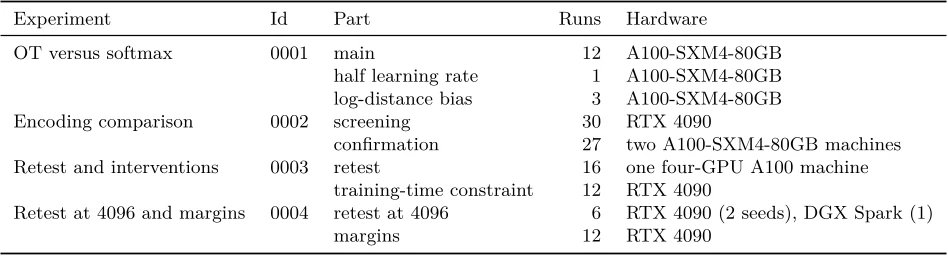 Experiment Id Part Runs Hardware
OT versus softmax 0001 main 12 A100-SXM4-80GB
half learning rate 1 A100-SXM4-80GB
log-distance bias 3 A100-SXM4-80GB
Encoding comparison 0002 screening 30 RTX 4090
confirmation 27 two A100-SXM4-80GB machines
Retest and interventions 0003 retest 16 one four-GPU A100 machine
training-time constraint 12 RTX 4090
Retest at 4096 and margins 0004 retest at 4096 6 RTX 4090 (2 seeds), DGX Spark (1)
margins 12 RTX 4090